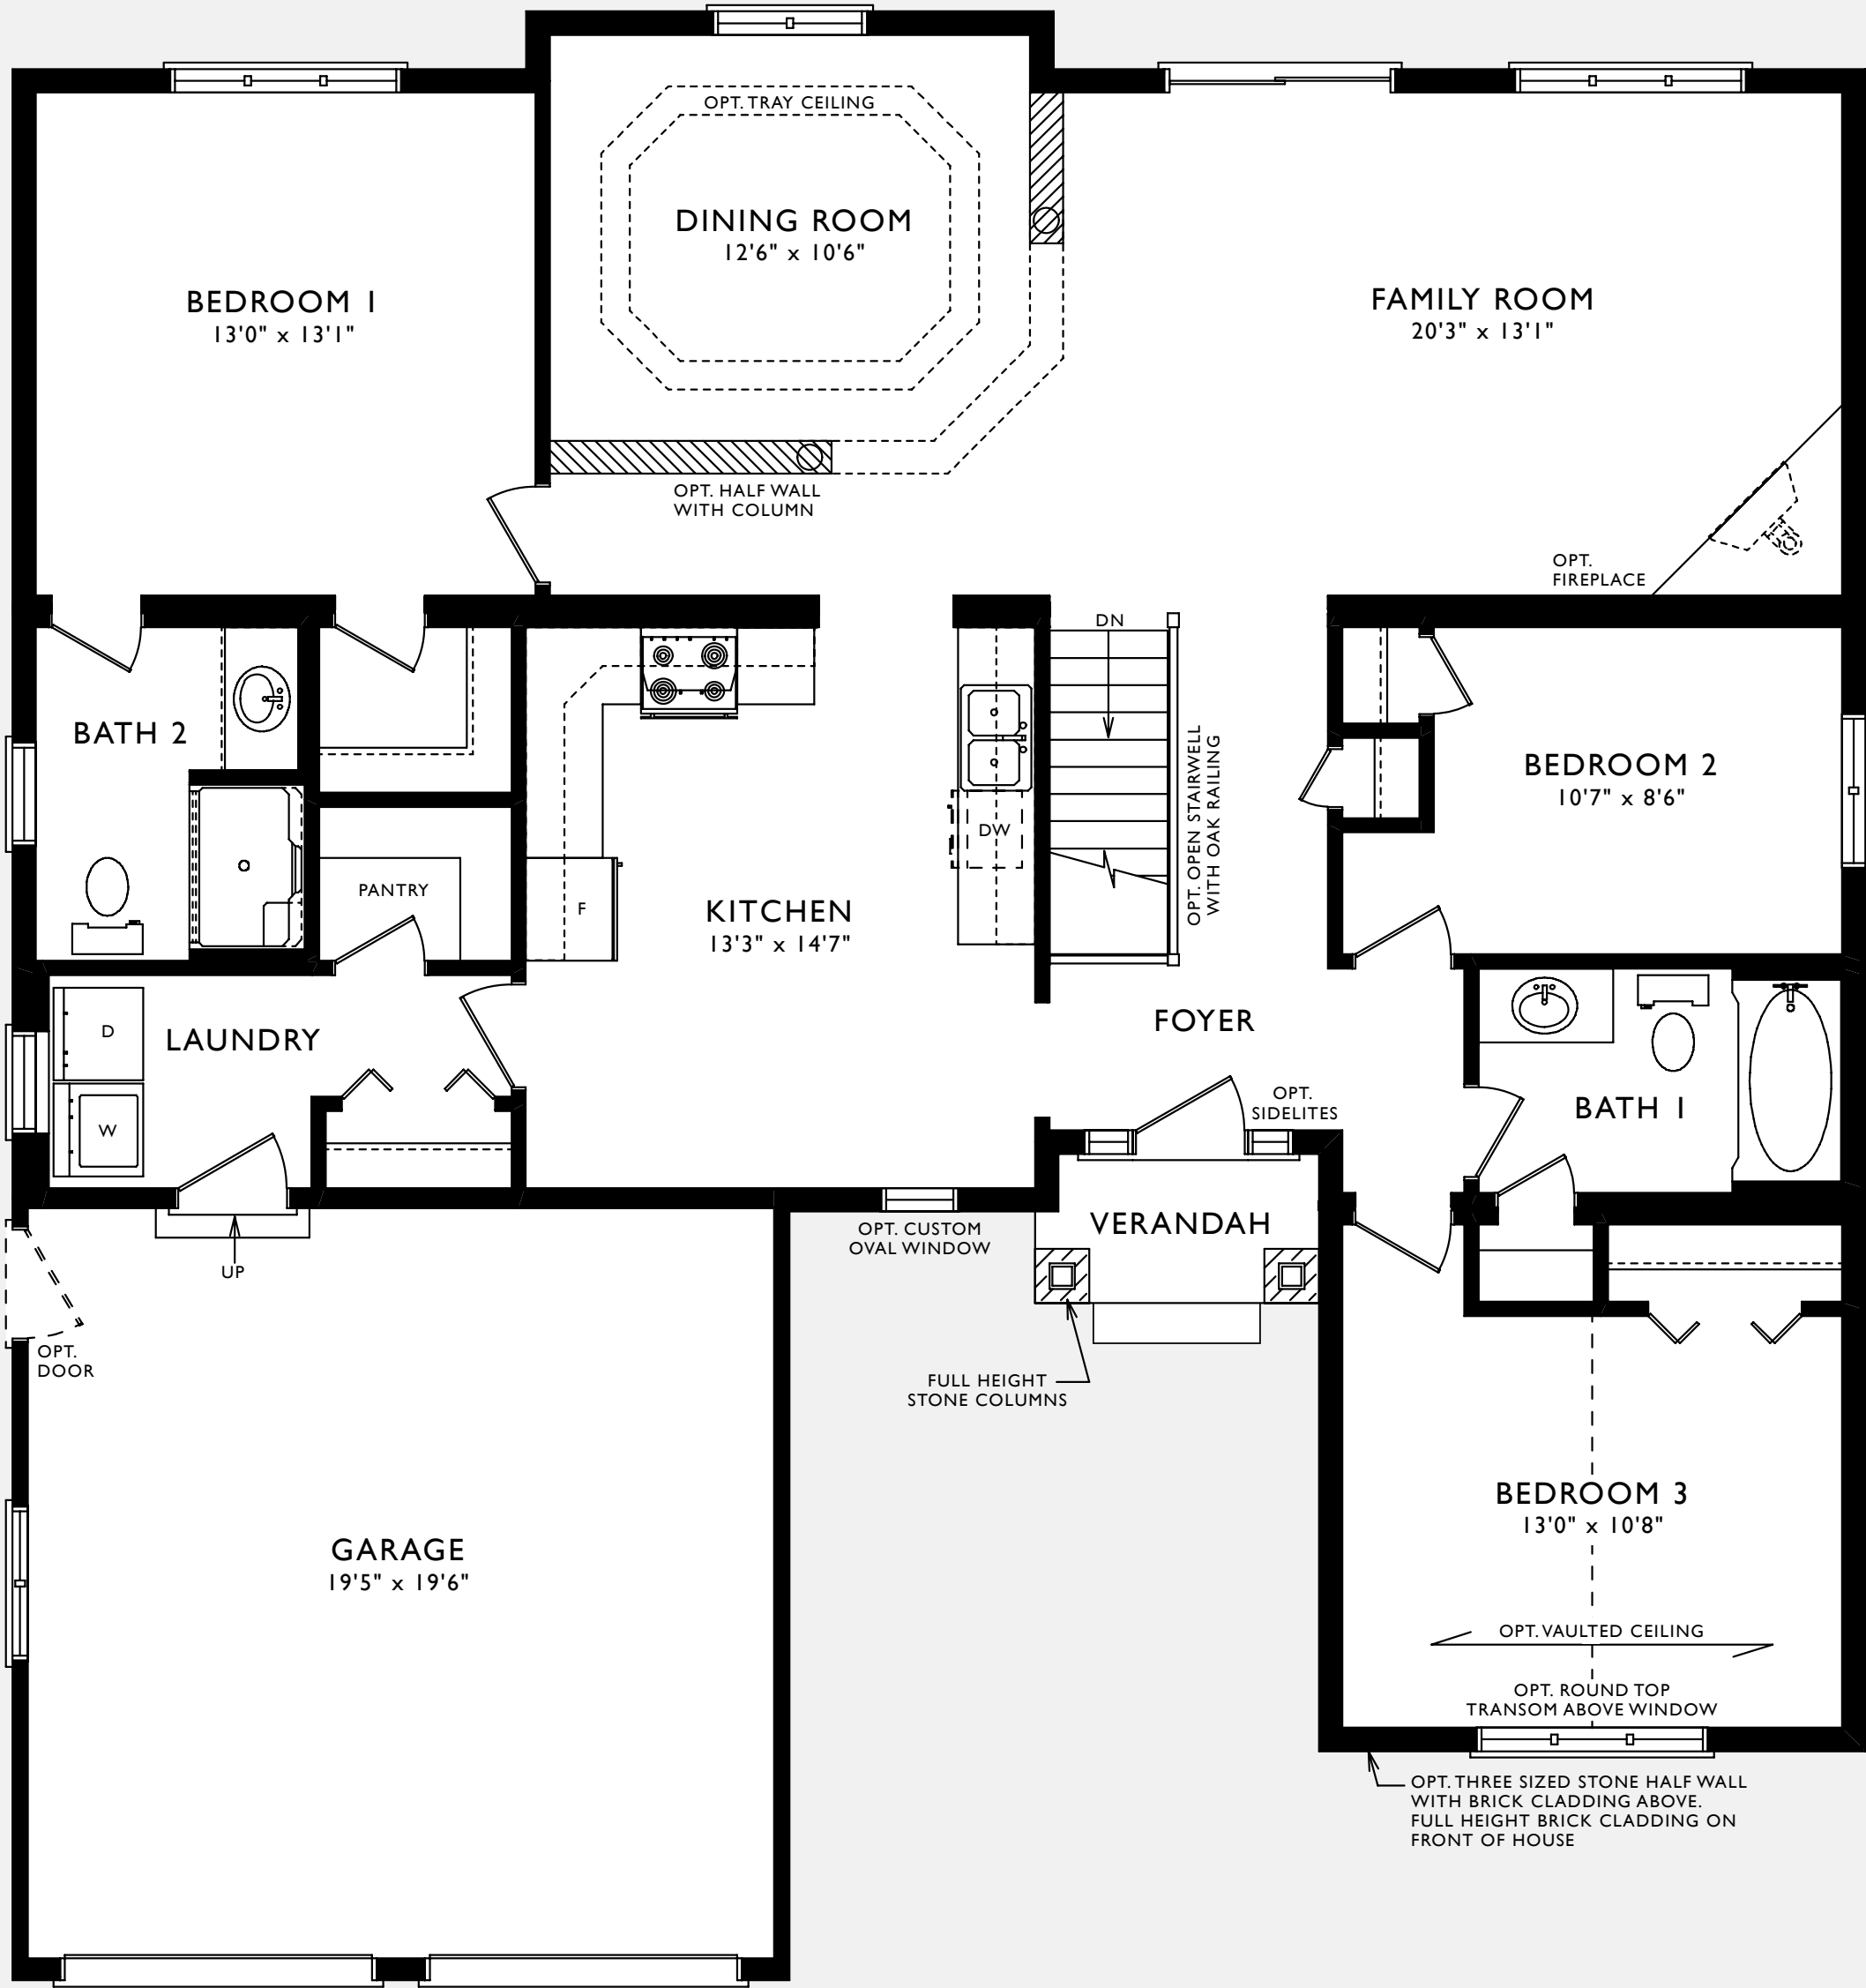 OPT. TRAY CEILING
DINING ROOM
12'6" x 10'6"
BEDROOM 1
13'0" x 13'1"
FAMILY ROOM
20'3" x 13'1"
OPT. HALF WALL
WITH COLUMN
OPT.
FIREPLACE
DN
BATH 2
OPT. OPEN STAIRWELL
WITH OAK RAILING
BEDROOM 2
10'7" x 8'6"
DW
PANTRY
F
KITCHEN
13'3" x 14'7"
D
LAUNDRY
FOYER
W
OPT.
SIDELITES
BATH 1
OPT. CUSTOM
OVAL WINDOW
VERANDAH
UP
OPT.
DOOR
FULL HEIGHT
STONE COLUMNS
BEDROOM 3
13'0" x 10'8"
GARAGE
19'5" x 19'6"
OPT. VAULTED CEILING
OPT. ROUND TOP
TRANSOM ABOVE WINDOW
OPT. THREE SIZED STONE HALF WALL
WITH BRICK CLADDING ABOVE.
FULL HEIGHT BRICK CLADDING ON
FRONT OF HOUSE